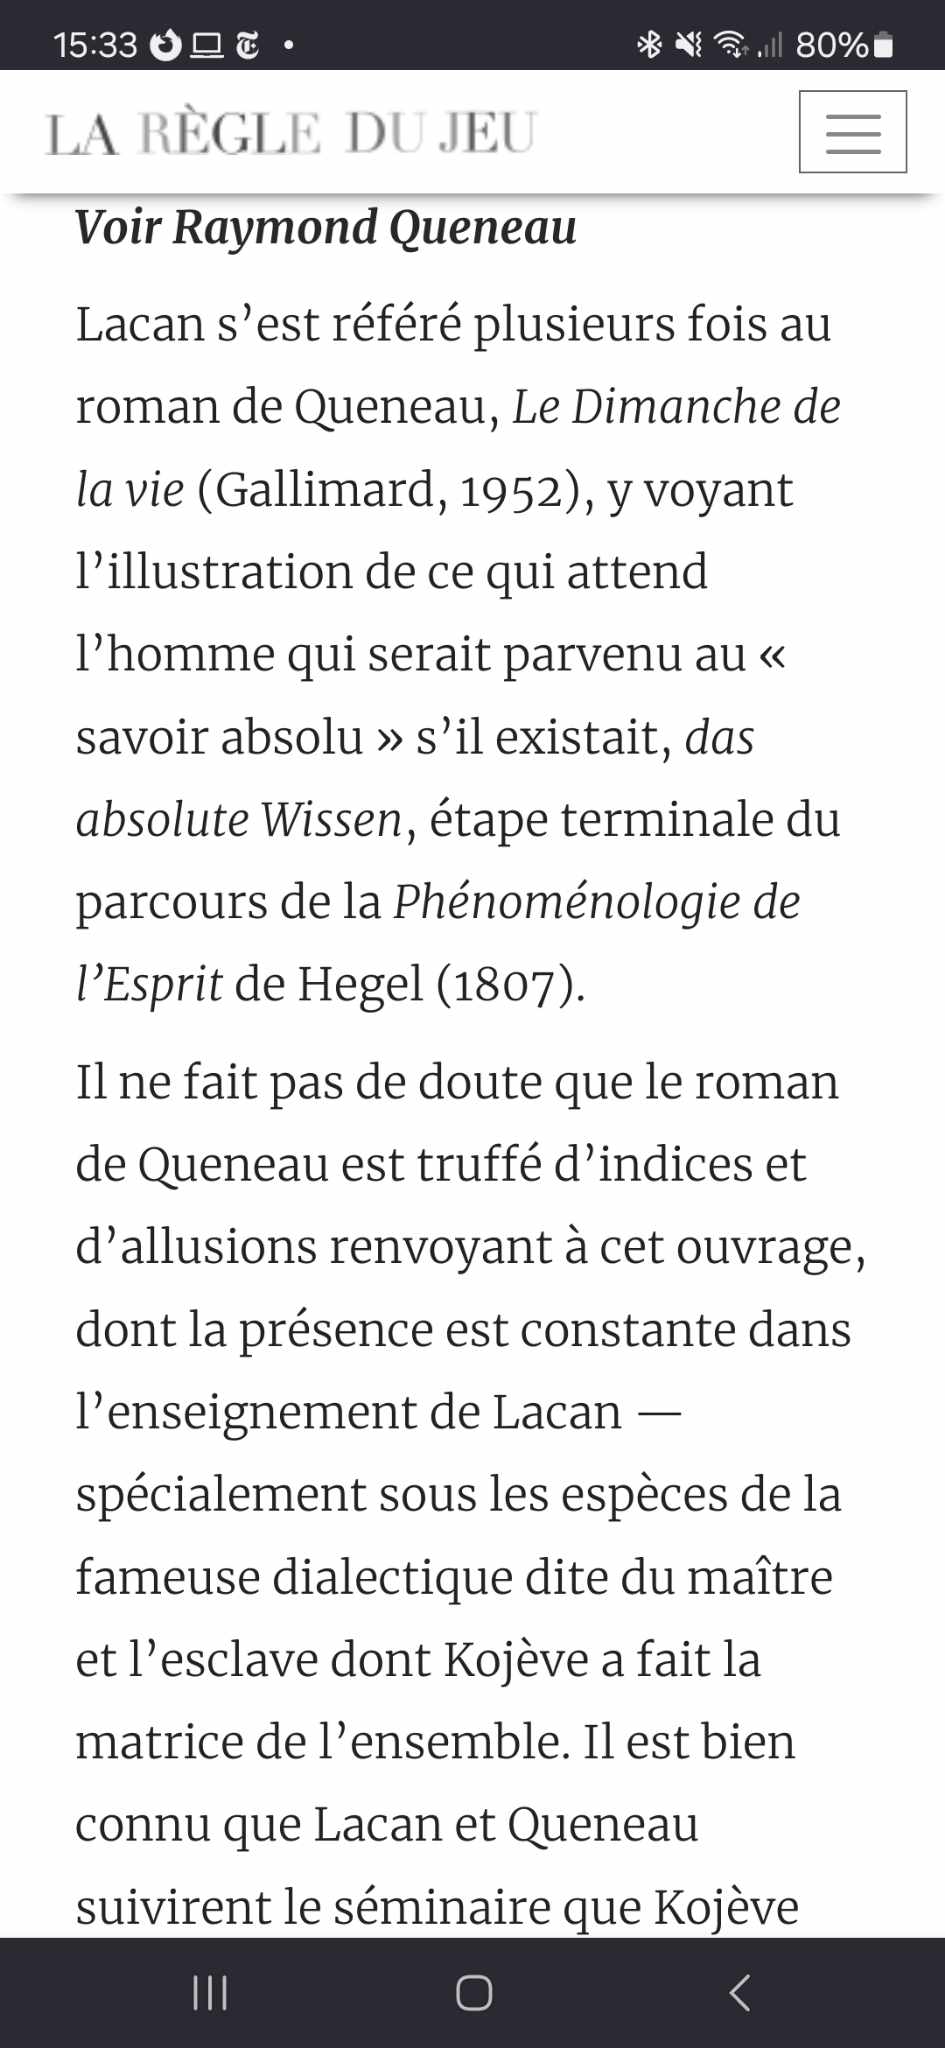 15:33
80%
LA RÈGLE DU JEU
Voir Raymond Queneau
Lacan s’est référé plusieurs fois au
roman de Queneau, Le Dimanche de
la vie (Gallimard, 1952), y voyant
l’illustration de ce qui attend
l’homme qui serait parvenu au «
savoir absolu » s’il existait, das
absolute Wissen, étape terminale du
parcours de la Phénoménologie de
l’Esprit de Hegel (1807).
Il ne fait pas de doute que le roman
de Queneau est truffé d’indices et
d’allusions renvoyant à cet ouvrage,
dont la présence est constante dans
l’enseignement de Lacan —
spécialement sous les espèces de la
fameuse dialectique dite du maître
et l’esclave dont Kojève a fait la
matrice de l’ensemble. Il est bien
connu que Lacan et Queneau
suivirent le séminaire que Kojève